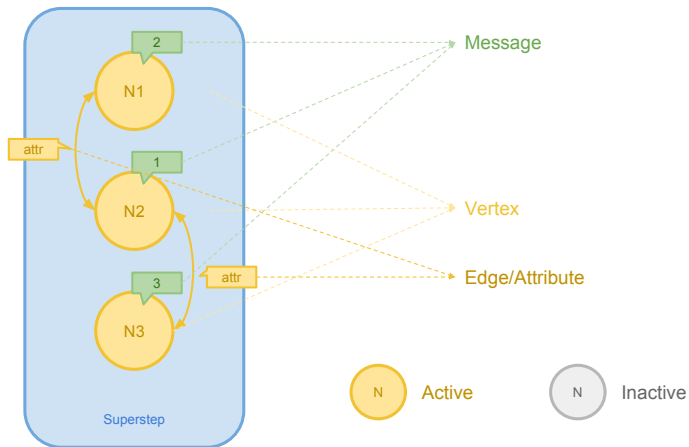 2
Message
N1
attr
1
N2
Vertex
3
attr
Edge/Attribute
N3
N
Active
N
Inactive
Superstep